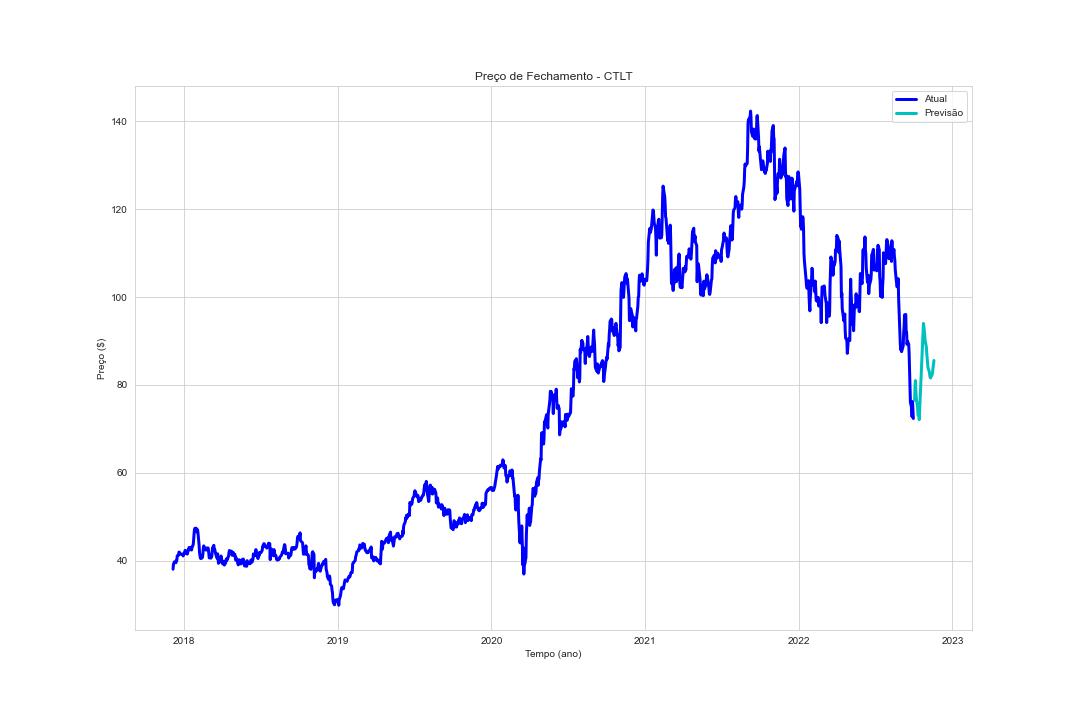 Preço de Fechamento - CTLT
Atual
Previsão
140
120
100
80
60
40
Preço ($)
2018 2019 2020 2021 2022 2023
Tempo (ano)